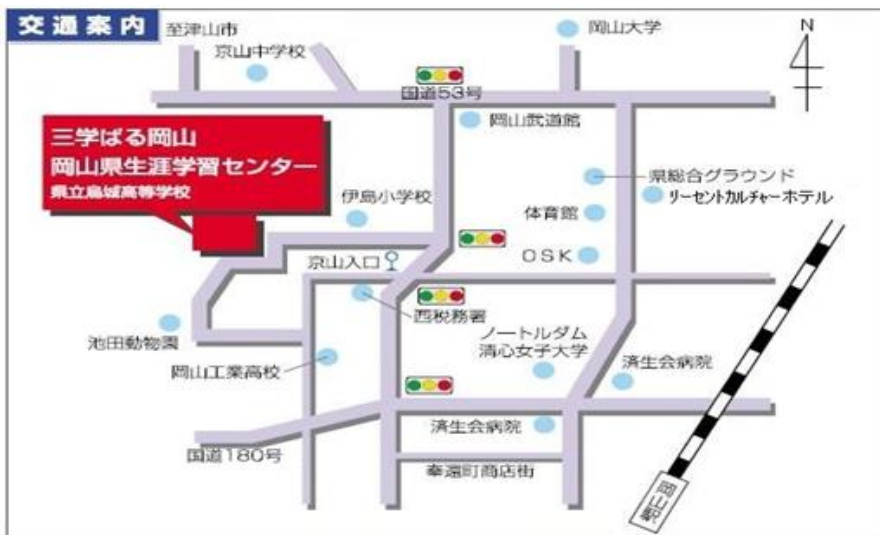 交通案内
至津山市
岡山大学
N
京山中学校
国道53号
岡山武道館
三学ぱる岡山
岡山県生涯学習センター
県立烏城高等学校
県総合グラウンド
リーセントカルチャーホテル
伊島小学校
体育館
京山入口
OSK
西税務署
池田動物園
ノートルダム
清心女子大学
岡山工業高校
済生会病院
済生会病院
国道180号
奉還町商店街
岡山駅